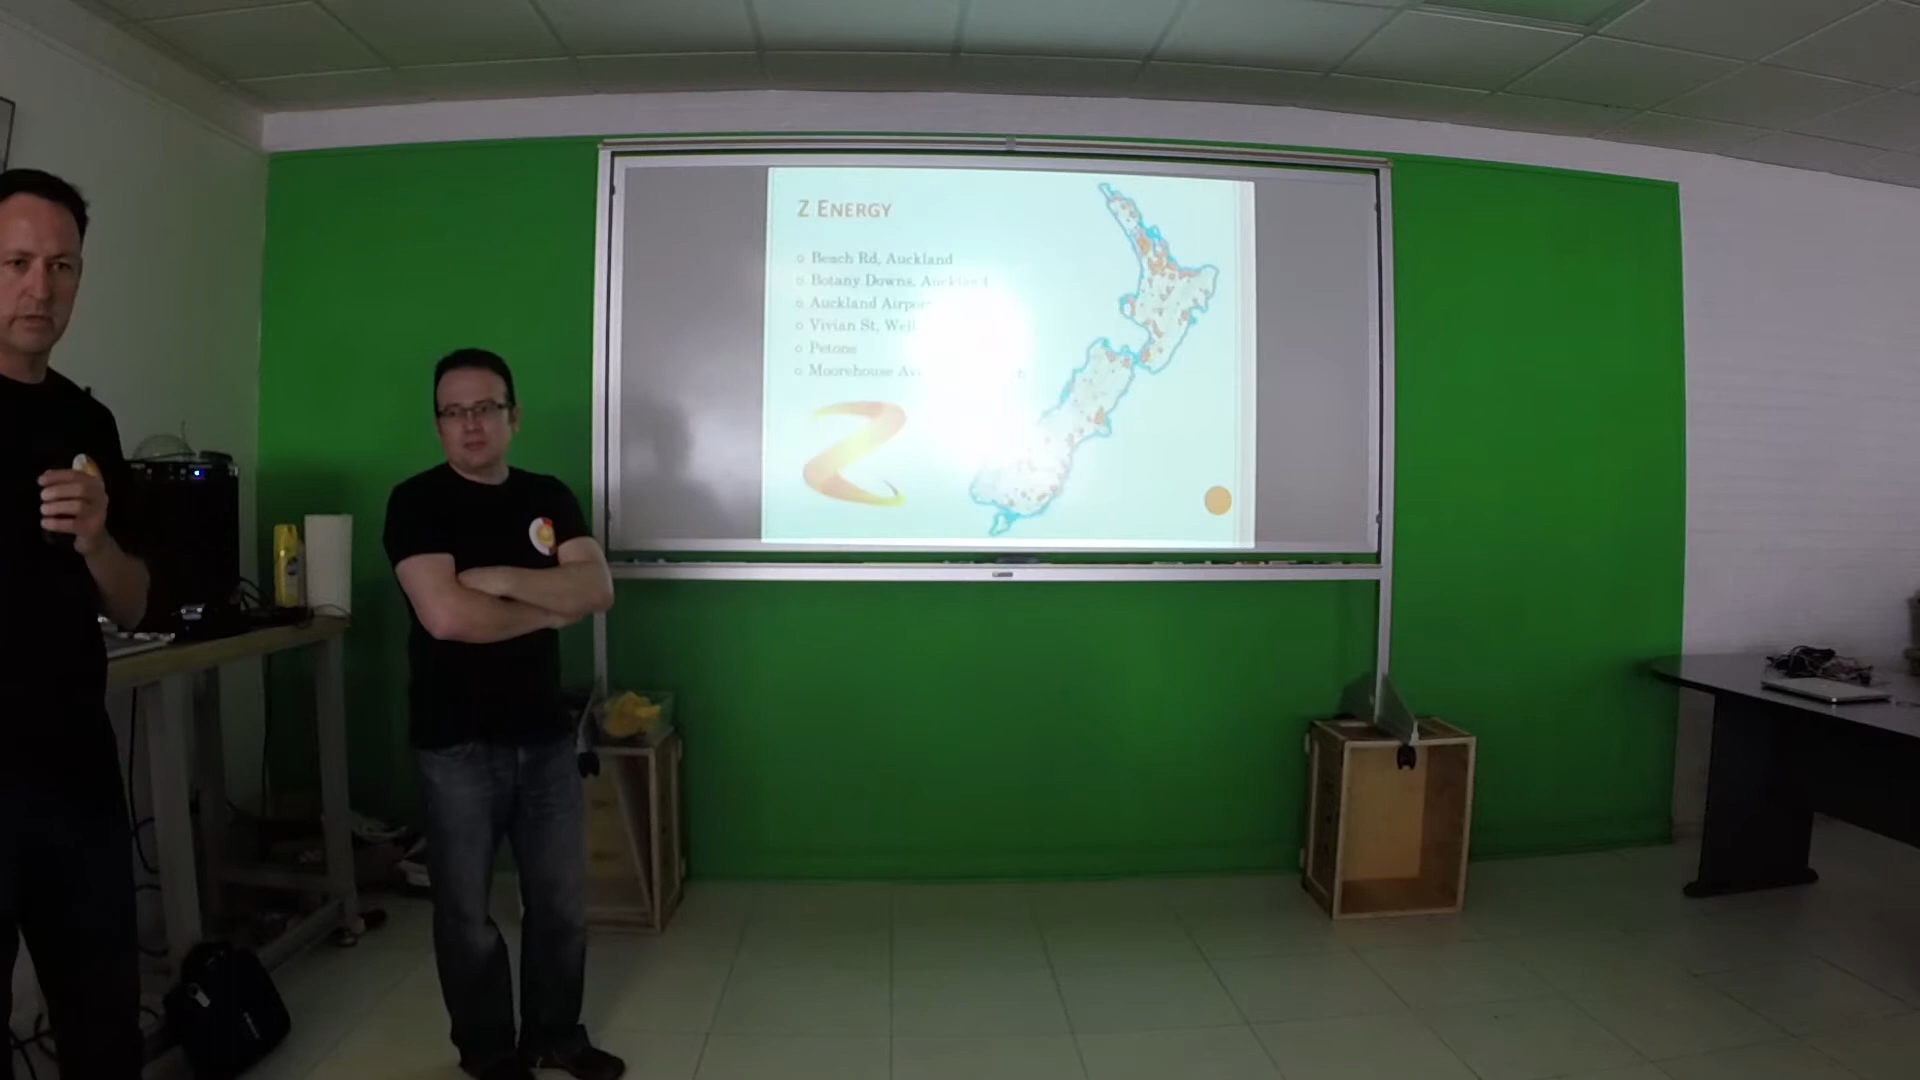 Z ENERGY
Beach Rd, Auckland
Botany Downs, Auckland
Auckland Airport
Vivian St, Well
Petone
Moorehouse Av